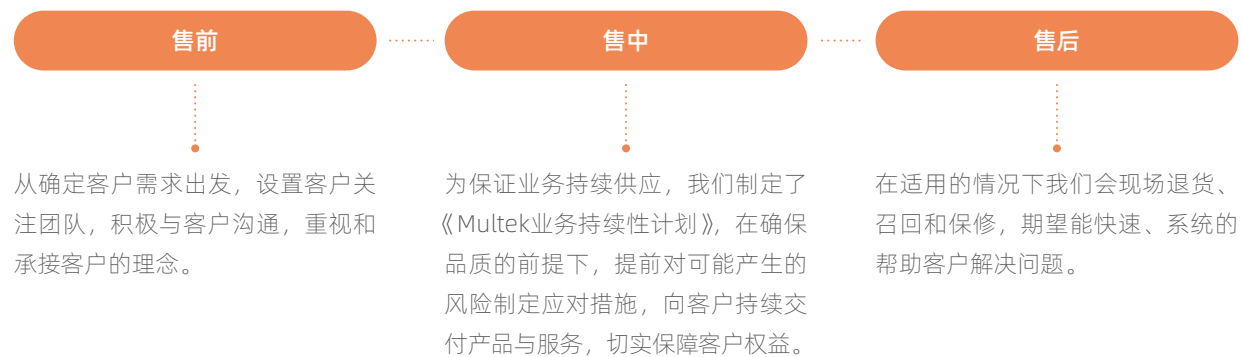 售前
从确定客户需求出发，设置客户关
注团队，积极与客户沟通，重视和
承接客户的理念。
售中
为保证业务持续供应，我们制定了
《Multek业务持续性计划》，在确保
品质的前提下，提前对可能产生的
风险制定应对措施，向客户持续交
付产品与服务，切实保障客户权益。
售后
在适用的情况下我们会现场退货、
召回和保修，期望能快速、系统的
帮助客户解决问题。